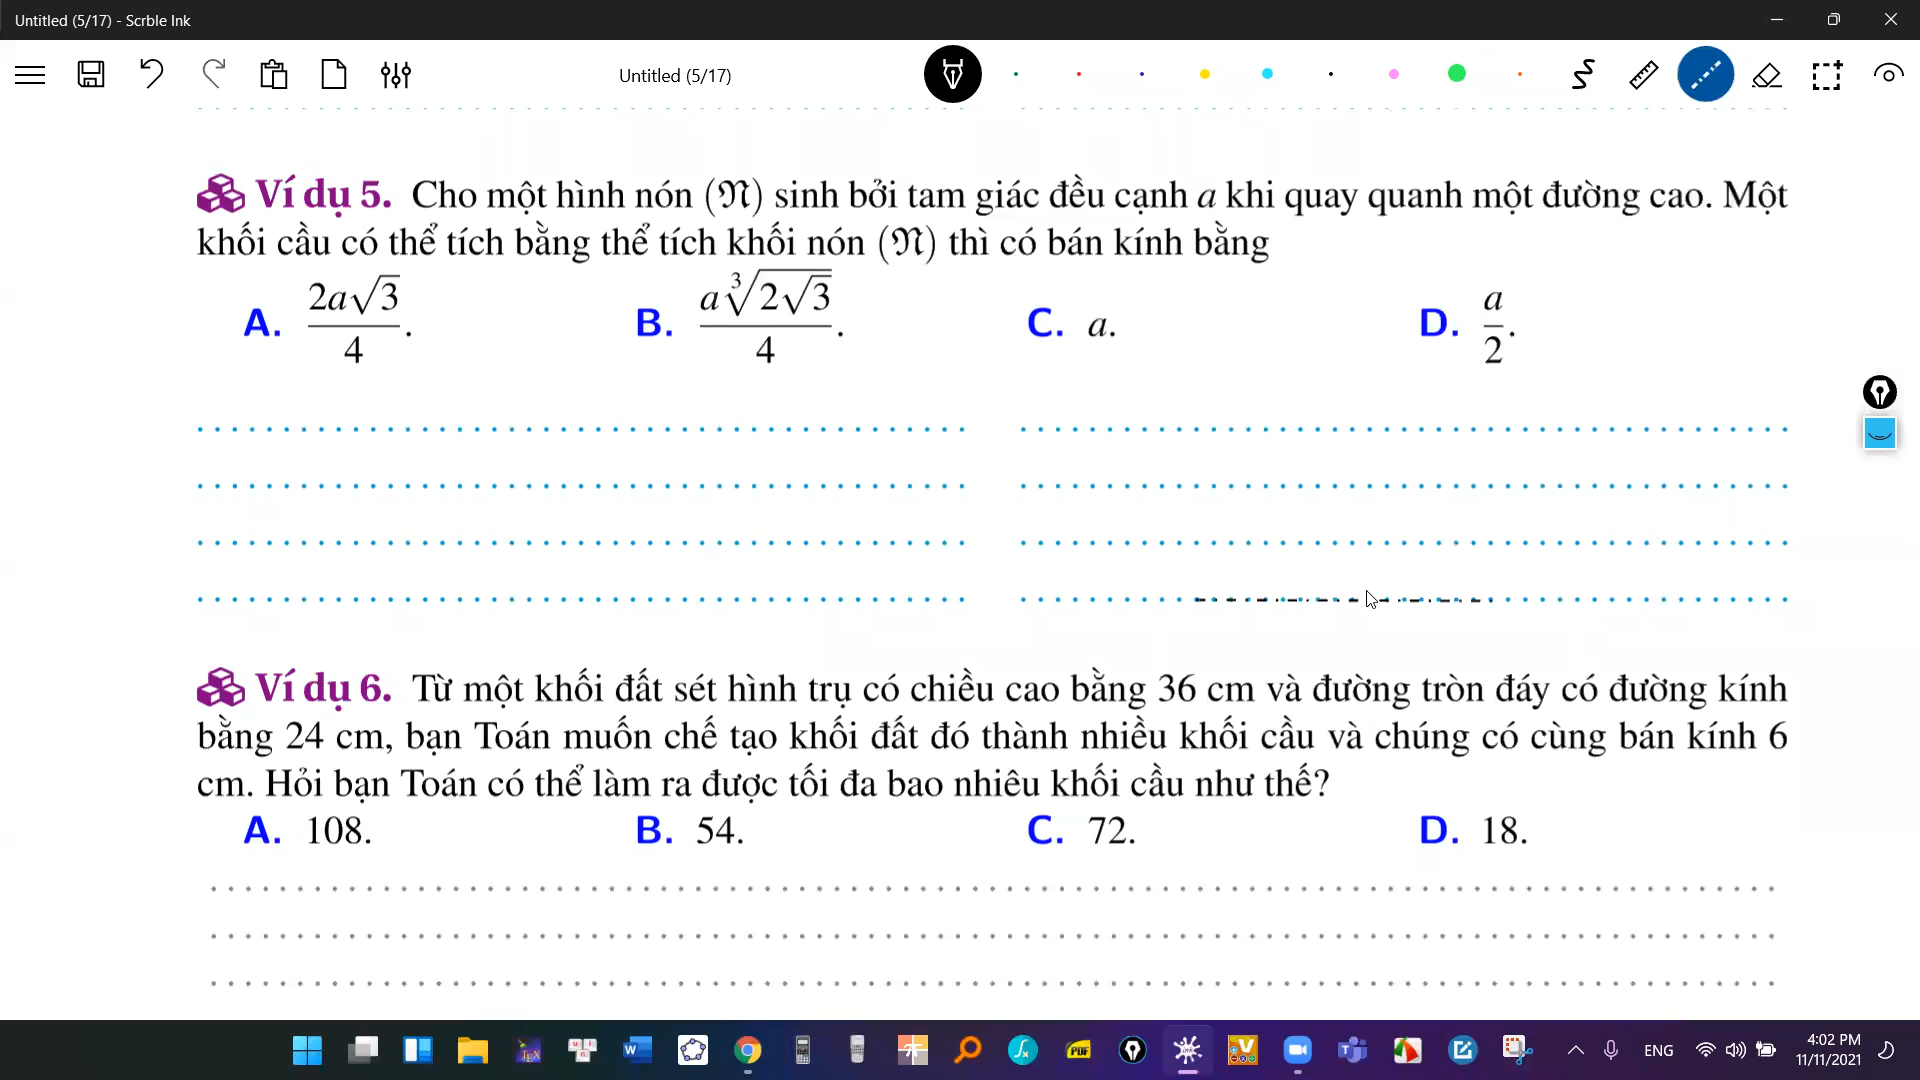 Untitled (5/17) - Scrble Ink
Untitled (5/17)
Ví dụ 5. Cho một hình nón (𝔑) sinh bởi tam giác đều cạnh a khi quay quanh một đường cao. Một
khối cầu có thể tích bằng thể tích khối nón (𝔑) thì có bán kính bằng
A. 2a√3/4. B. a∛(2√3)/4. C. a. D. a/2.
Ví dụ 6. Từ một khối đất sét hình trụ có chiều cao bằng 36 cm và đường tròn đáy có đường kính
bằng 24 cm, bạn Toán muốn chế tạo khối đất đó thành nhiều khối cầu và chúng có cùng bán kính 6
cm. Hỏi bạn Toán có thể làm ra được tối đa bao nhiêu khối cầu như thế?
A. 108. B. 54. C. 72. D. 18.
ENG
4:02 PM
11/11/2021